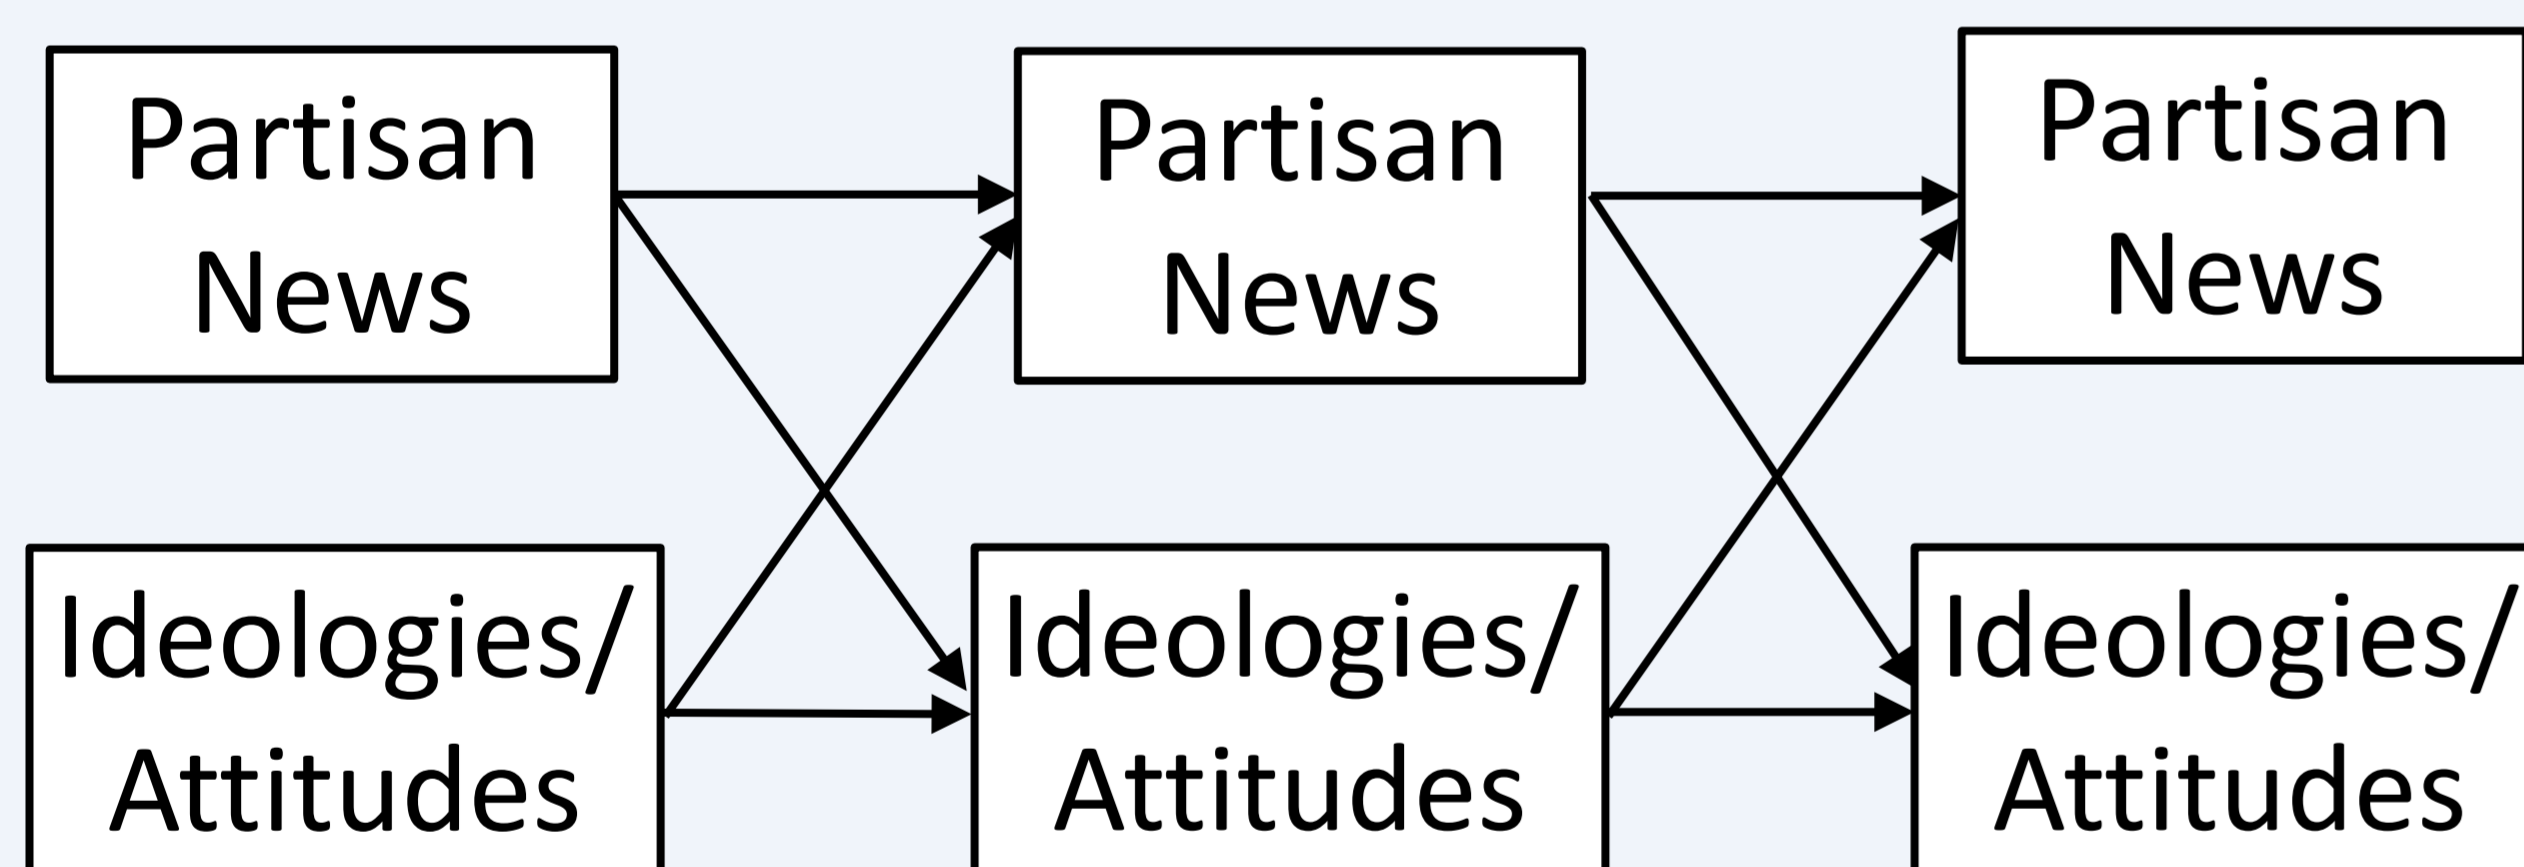 Partisan
News
Partisan
News
Partisan
News
Ideologies/
Attitudes
Ideologies/
Attitudes
Ideologies/
Attitudes